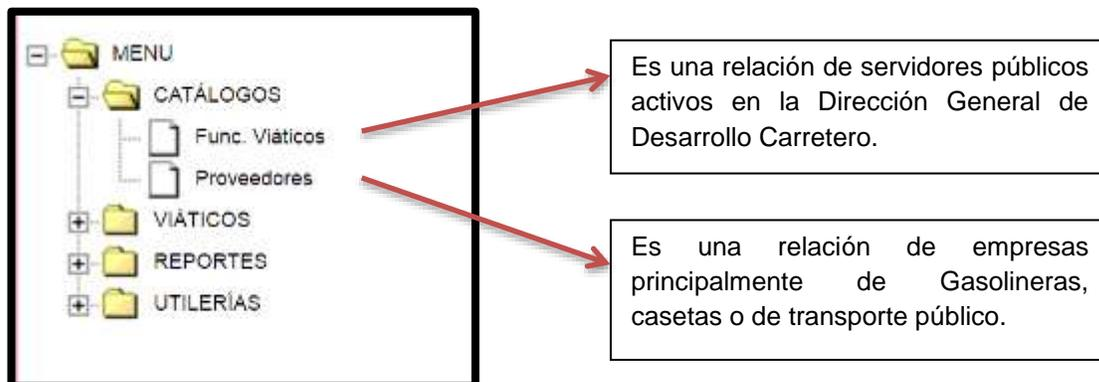 MENU
CATÁLOGOS
Func. Viáticos
Proveedores
VIÁTICOS
REPORTES
UTILERÍAS
Es una relación de servidores públicos
activos en la Dirección General de
Desarrollo Carretero.
Es una relación de empresas
principalmente de Gasolineras,
casetas o de transporte público.